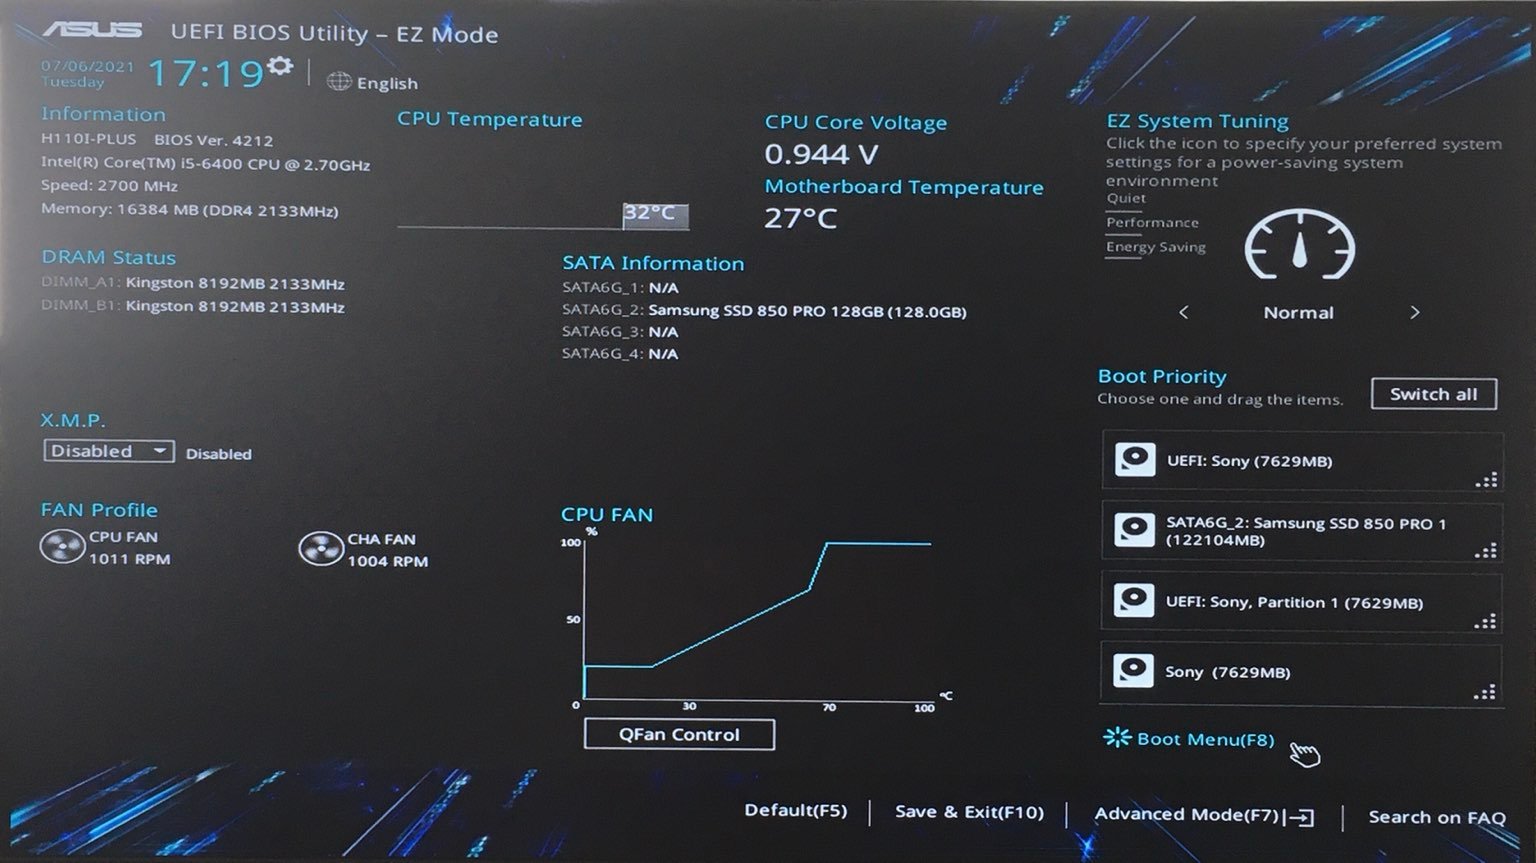 ASUS UEFI BIOS Utility – EZ Mode
07/06/2021
Tuesday
17:19
English
Information
H110I-PLUS BIOS Ver. 4212
Intel(R) Core(TM) i5-6400 CPU @ 2.70GHz
Speed: 2700 MHz
Memory: 16384 MB (DDR4 2133MHz)
CPU Temperature
32°C
CPU Core Voltage
0.944 V
Motherboard Temperature
27°C
EZ System Tuning
Click the icon to specify your preferred system
settings for a power-saving system
environment
Quiet
Performance
Energy Saving
Normal
DRAM Status
DIMM_A1: Kingston 8192MB 2133MHz
DIMM_B1: Kingston 8192MB 2133MHz
SATA Information
SATA6G_1: N/A
SATA6G_2: Samsung SSD 850 PRO 128GB (128.0GB)
SATA6G_3: N/A
SATA6G_4: N/A
X.M.P.
Disabled Disabled
FAN Profile
CPU FAN
1011 RPM
CHA FAN
1004 RPM
CPU FAN
%
100
50
0 30 70 100
°C
QFan Control
Boot Priority
Choose one and drag the items.
Switch all
UEFI: Sony (7629MB)
SATA6G_2: Samsung SSD 850 PRO 1
(122104MB)
UEFI: Sony, Partition 1 (7629MB)
Sony (7629MB)
Boot Menu(F8)
Default(F5) | Save & Exit(F10) | Advanced Mode(F7) | Search on FAQ